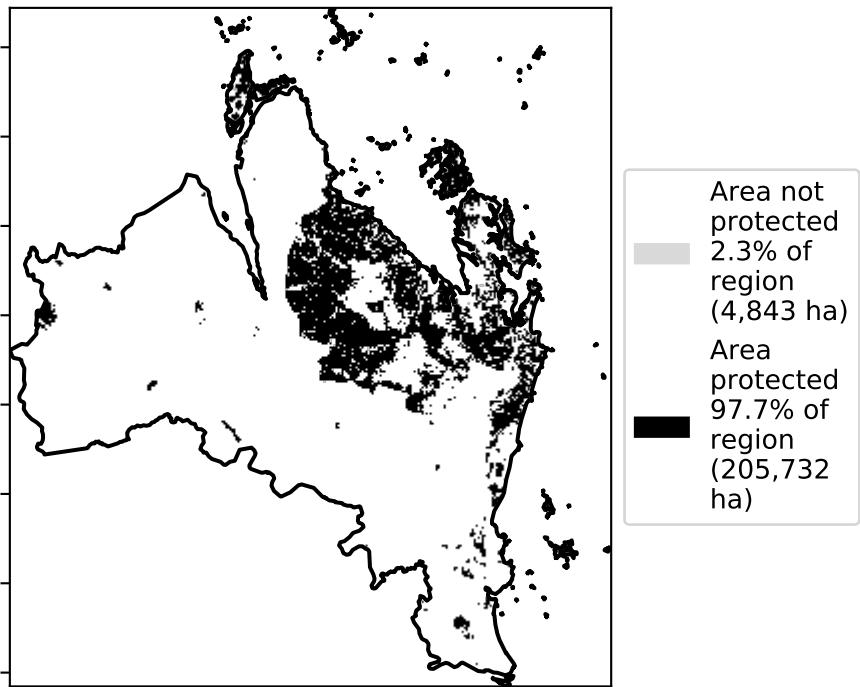 Area not
protected
2.3% of
region
(4,843 ha)
Area
protected
97.7% of
region
(205,732
ha)